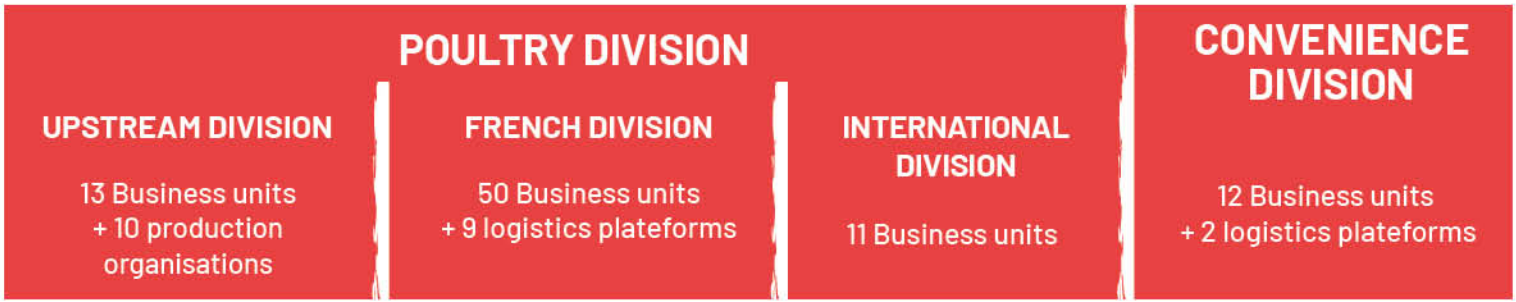 POULTRY DIVISION
UPSTREAM DIVISION
13 Business units
+ 10 production
organisations
FRENCH DIVISION
50 Business units
+ 9 logistics plateforms
INTERNATIONAL
DIVISION
11 Business units
CONVENIENCE
DIVISION
12 Business units
+ 2 logistics plateforms